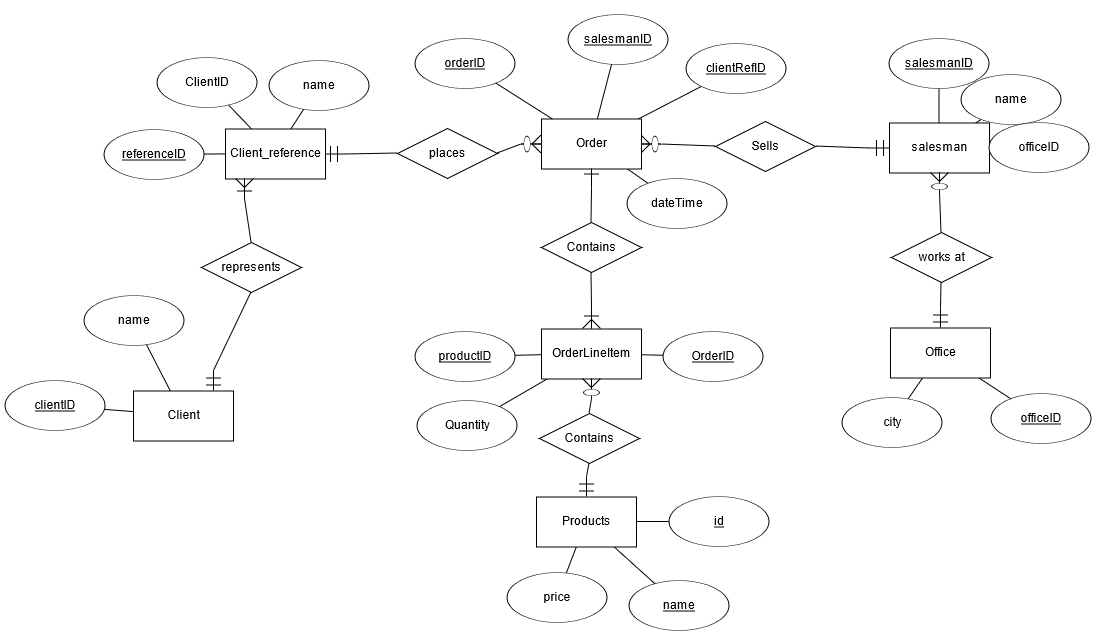 salesmanID
orderID
clientRefID
salesmanID
ClientID
name
name
referenceID
Client_reference
places
Order
Sells
salesman
officeID
dateTime
represents
Contains
works at
name
productID
OrderLineItem
OrderID
Office
clientID
Client
Quantity
Contains
city
officeID
Products
id
price
name